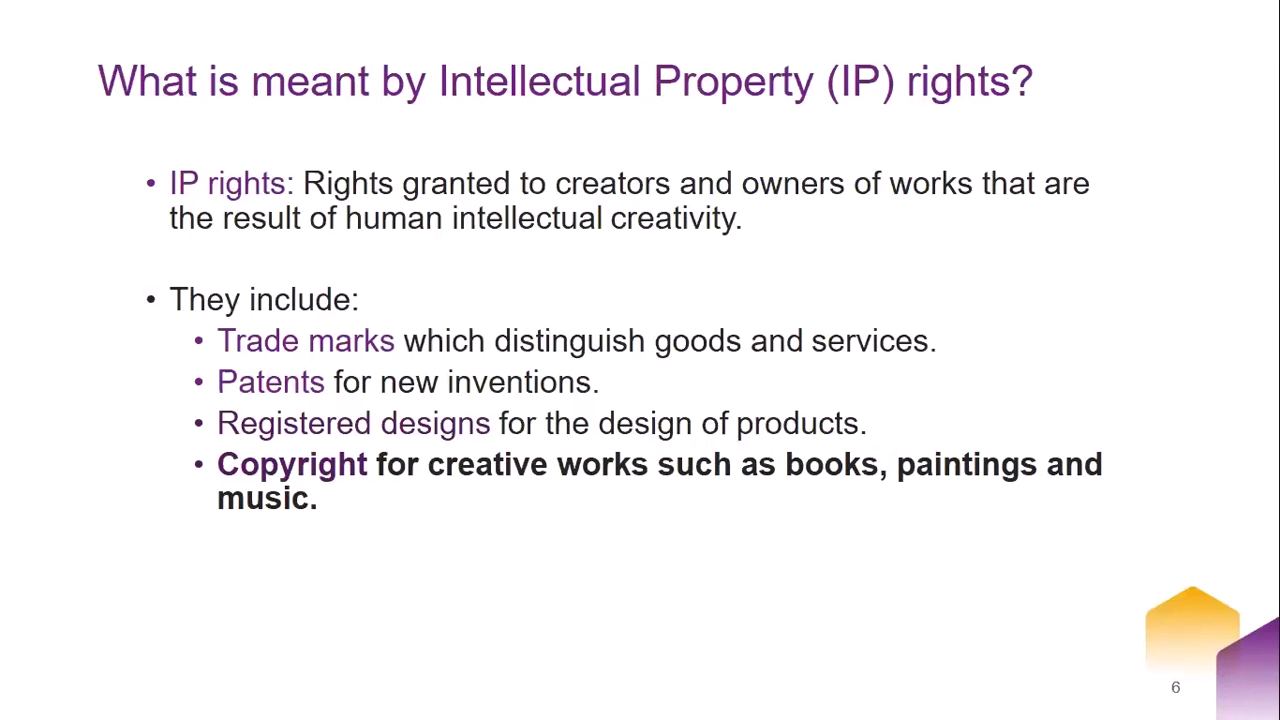 What is meant by Intellectual Property (IP) rights?
• IP rights: Rights granted to creators and owners of works that are
the result of human intellectual creativity.
• They include:
• Trade marks which distinguish goods and services.
• Patents for new inventions.
• Registered designs for the design of products.
• Copyright for creative works such as books, paintings and
music.
6